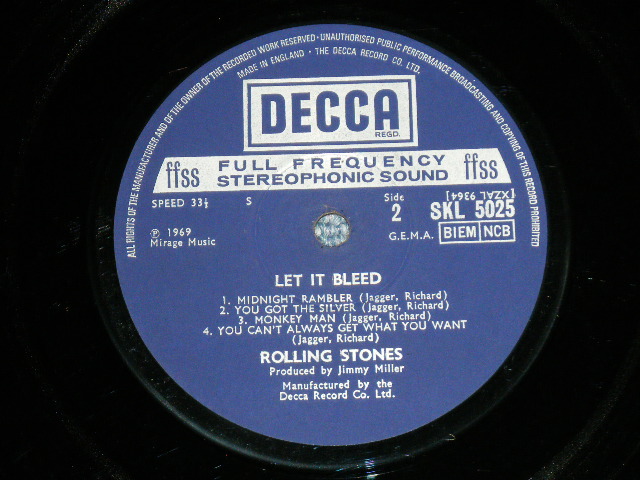 ALL RIGHTS OF THE MANUFACTURER AND OF THE OWNER OF THE RECORDED WORK RESERVED · UNAUTHORISED PUBLIC PERFORMANCE BROADCASTING AND COPYING OF THIS RECORD PROHIBITED
MADE IN ENGLAND · THE DECCA RECORD CO. LTD.
DECCA
REGD.
ffss FULL FREQUENCY STEREOPHONIC SOUND ffss
SPEED 33⅓ S Side 2 [XZAL 9364] SKL 5025
℗ 1969
Mirage Music
G.E.M.A. BIEM NCB
LET IT BLEED
1. MIDNIGHT RAMBLER (Jagger, Richard)
2. YOU GOT THE SILVER (Jagger, Richard)
3. MONKEY MAN (Jagger, Richard)
4. YOU CAN'T ALWAYS GET WHAT YOU WANT
(Jagger, Richard)
ROLLING STONES
Produced by Jimmy Miller
Manufactured by the
Decca Record Co. Ltd.